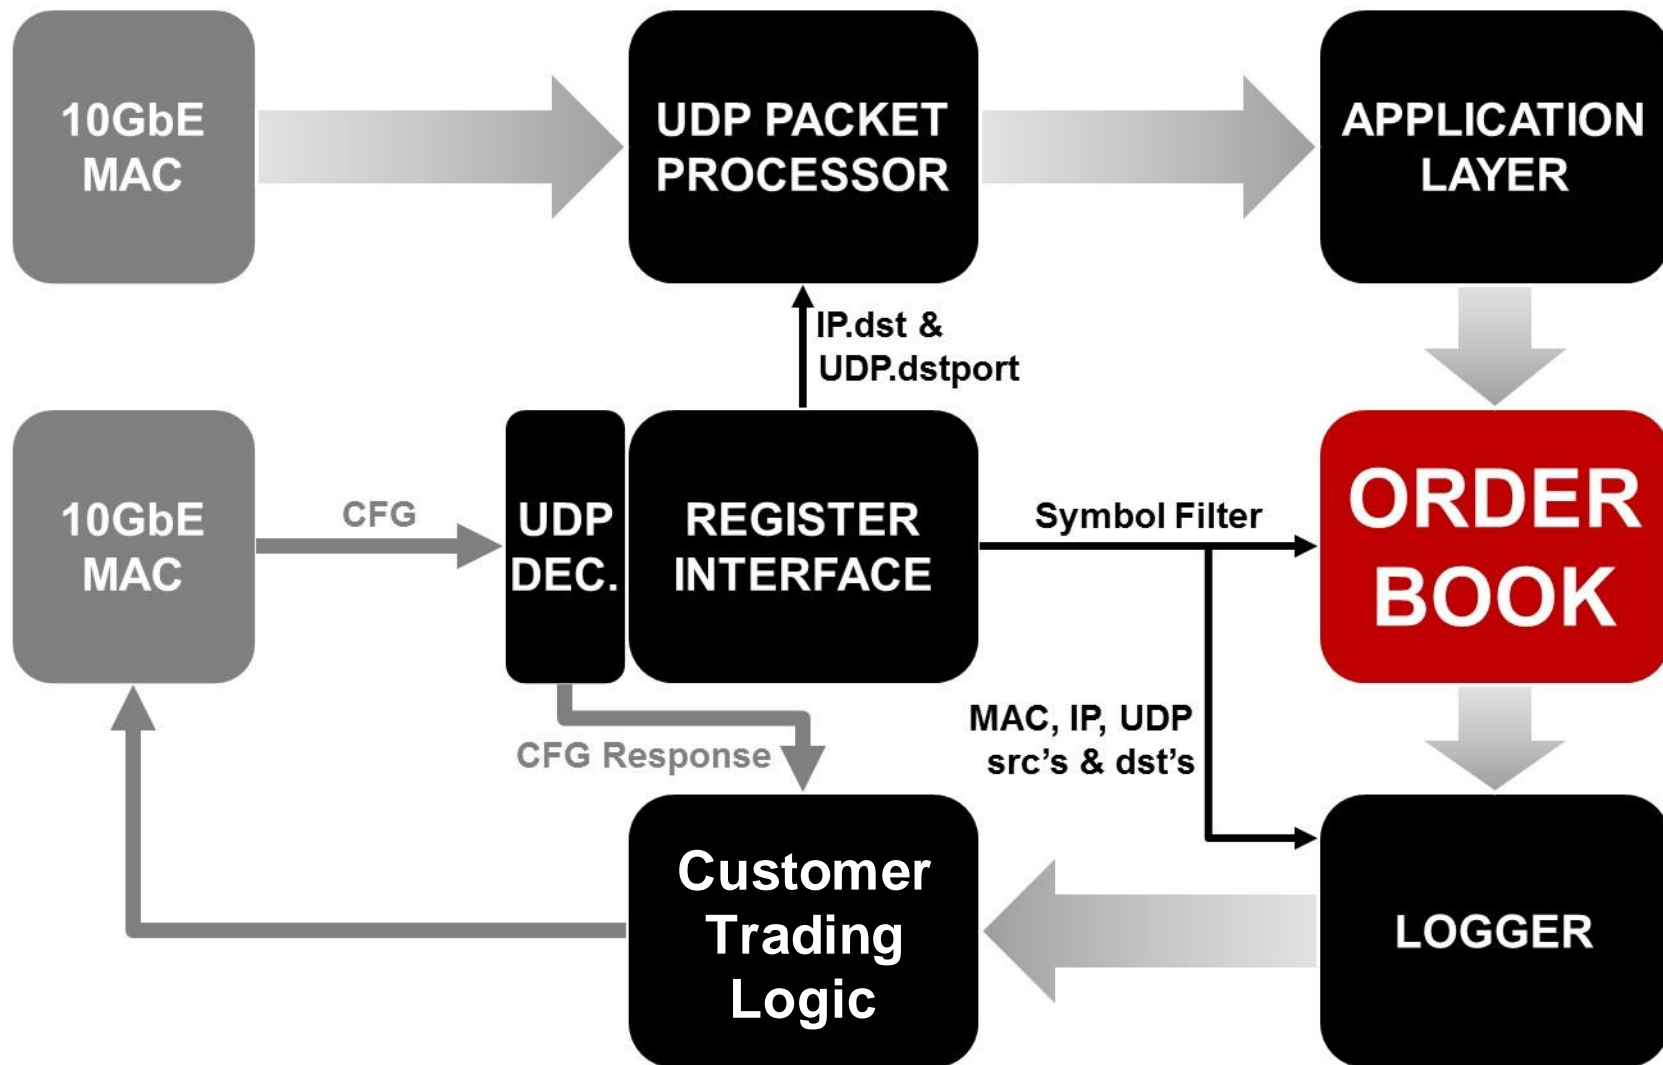 10GbE
MAC
UDP PACKET
PROCESSOR
APPLICATION
LAYER
IP.dst &
UDP.dstport
10GbE
MAC
CFG
UDP
DEC.
REGISTER
INTERFACE
Symbol Filter
ORDER
BOOK
CFG Response
MAC, IP, UDP
src's & dst's
Customer
Trading
Logic
LOGGER